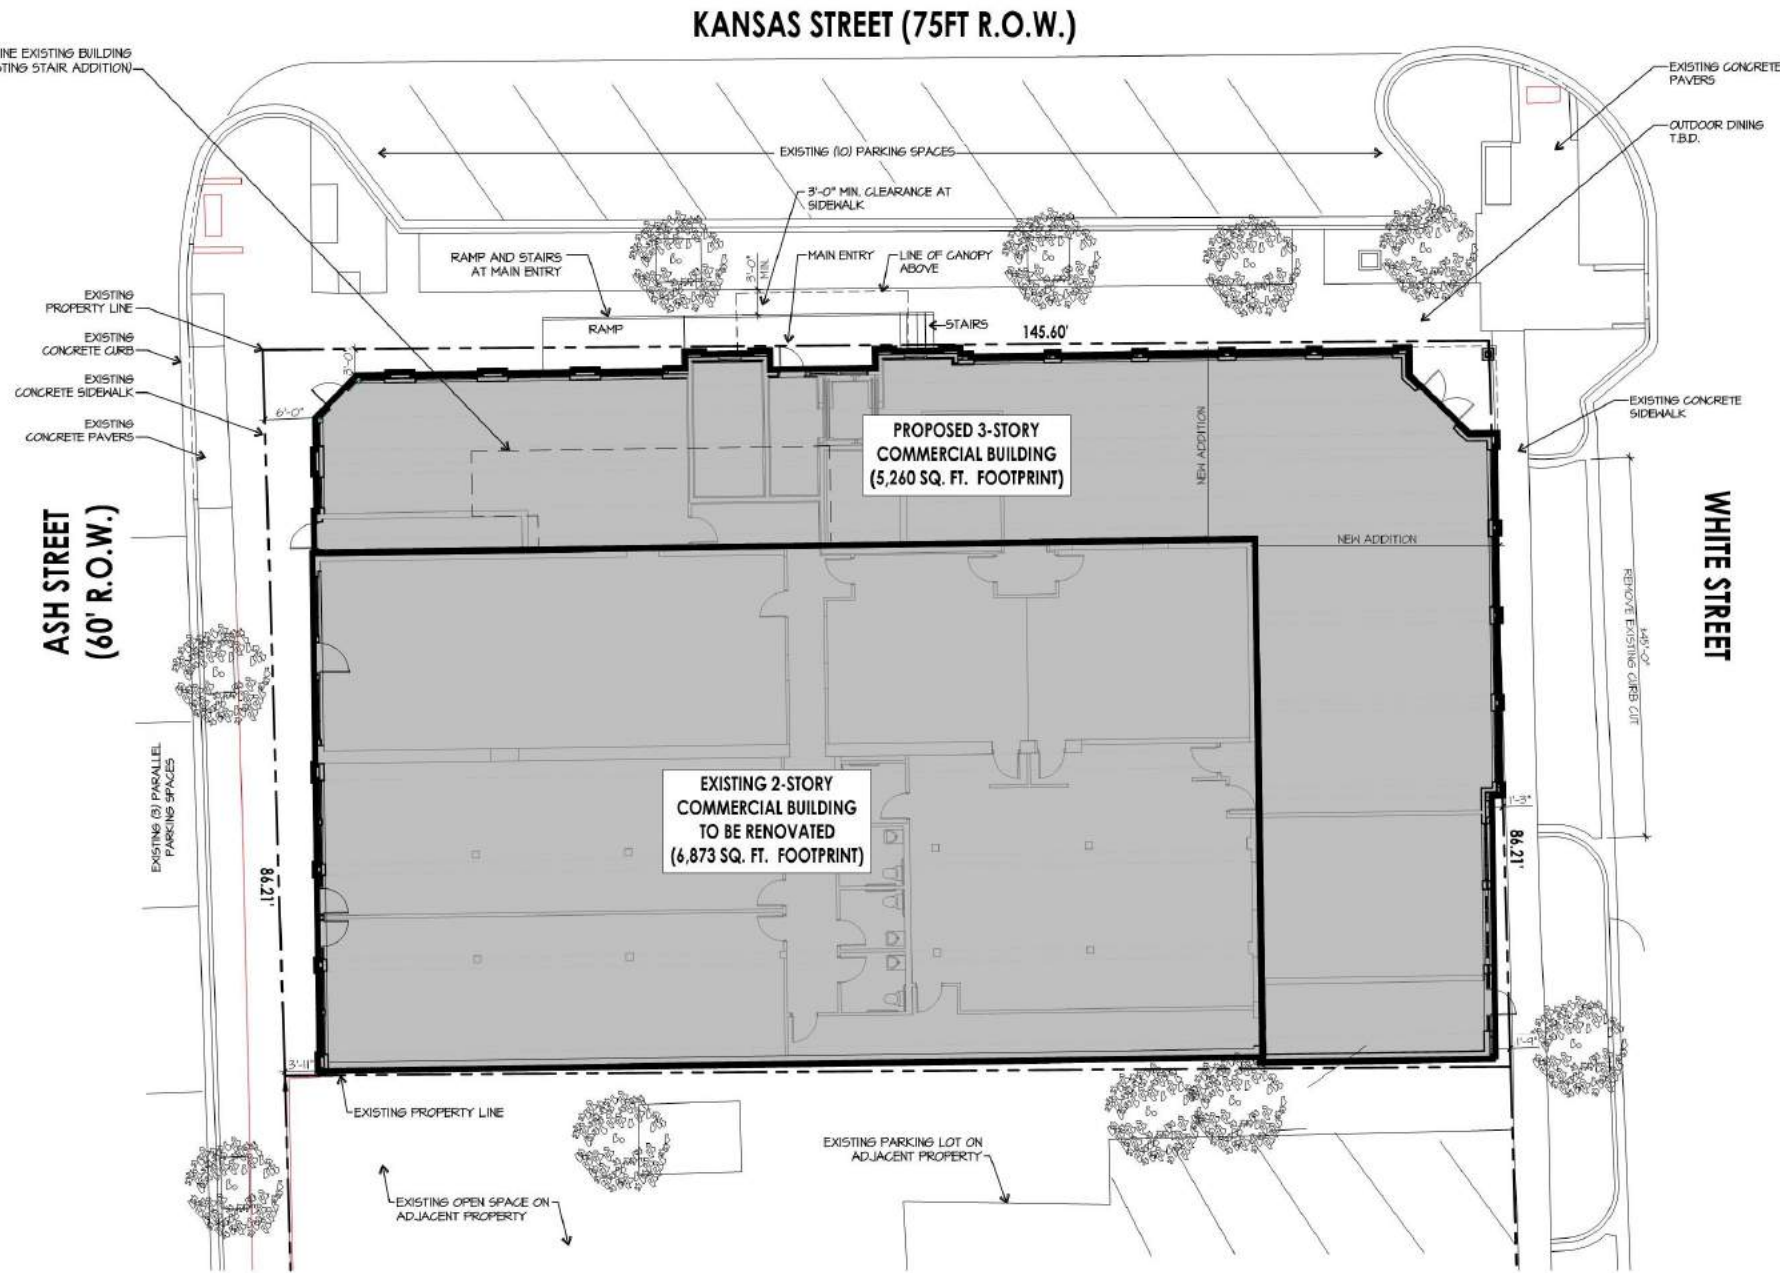 KANSAS STREET (75FT R.O.W.)
INE EXISTING BUILDING
TING STAIR ADDITION)
EXISTING CONCRETE
PAVERS
OUTDOOR DINING
T.B.D.
EXISTING (10) PARKING SPACES
3'-0" MIN. CLEARANCE AT
SIDEWALK
RAMP AND STAIRS
AT MAIN ENTRY
3'-0"
MIN.
MAIN ENTRY
LINE OF CANOPY
ABOVE
EXISTING
PROPERTY LINE
RAMP
STAIRS
145.60'
EXISTING
CONCRETE CURB
3'-0"
EXISTING
CONCRETE SIDEWALK
6'-0"
EXISTING
CONCRETE PAVERS
EXISTING CONCRETE
SIDEWALK
PROPOSED 3-STORY
COMMERCIAL BUILDING
(5,260 SQ. FT. FOOTPRINT)
NEW ADDITION
NEW ADDITION
ASH STREET
(60' R.O.W.)
WHITE STREET
±45'-0"
REMOVE EXISTING CURB CUT
EXISTING (3) PARALLEL
PARKING SPACES
EXISTING 2-STORY
COMMERCIAL BUILDING
TO BE RENOVATED
(6,873 SQ. FT. FOOTPRINT)
1'-3"
86.21'
86.21'
1'-9"
3'-11"
EXISTING PROPERTY LINE
EXISTING PARKING LOT ON
ADJACENT PROPERTY
EXISTING OPEN SPACE ON
ADJACENT PROPERTY